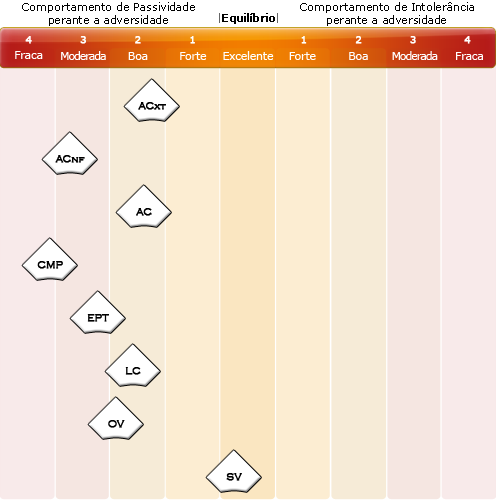 Comportamento de Passividade
perante a adversidade
|Equilíbrio|
Comportamento de Intolerância
perante a adversidade
4 3 2 1 1 2 3 4
Fraca Moderada Boa Forte Excelente Forte Boa Moderada Fraca
ACxt
ACnf
AC
CMP
EPT
LC
OV
SV